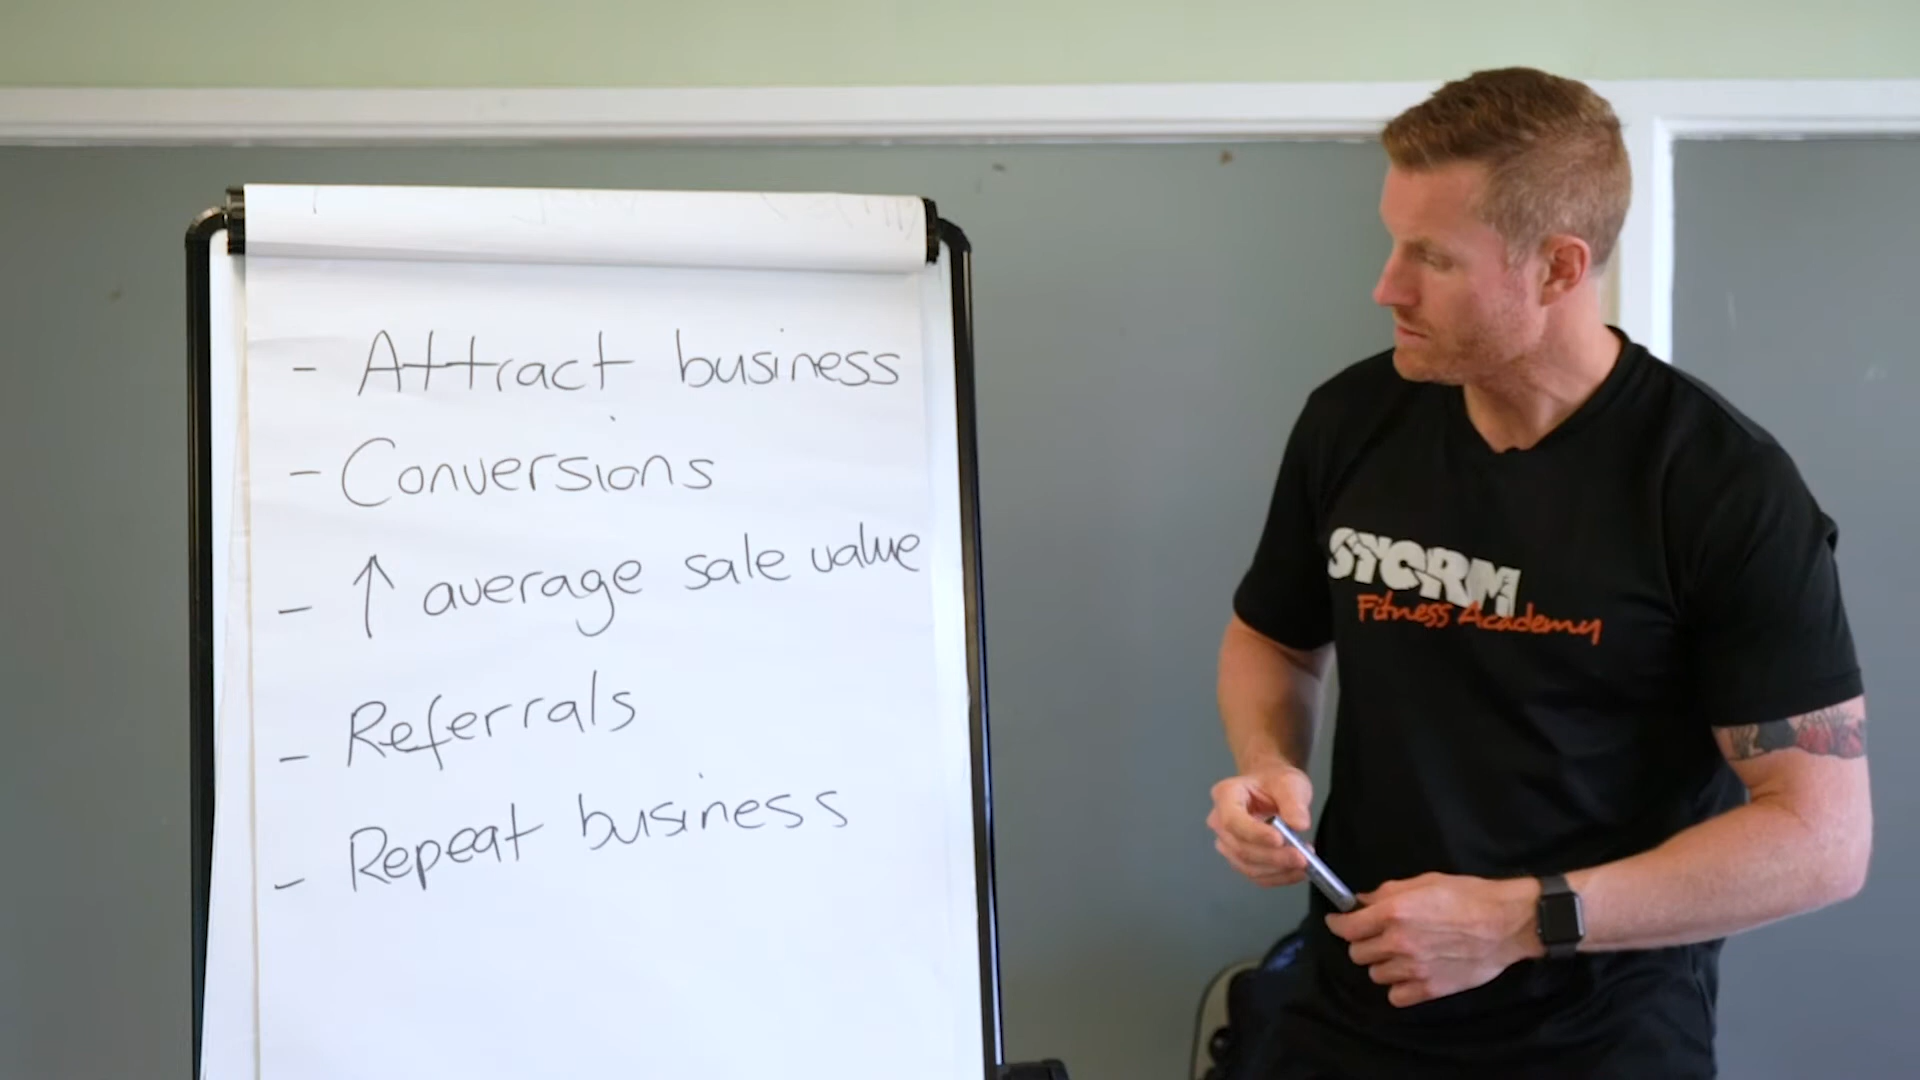 - Attract business
- Conversions
- ↑ average sale value
- Referrals
- Repeat business
STORM
Fitness Academy